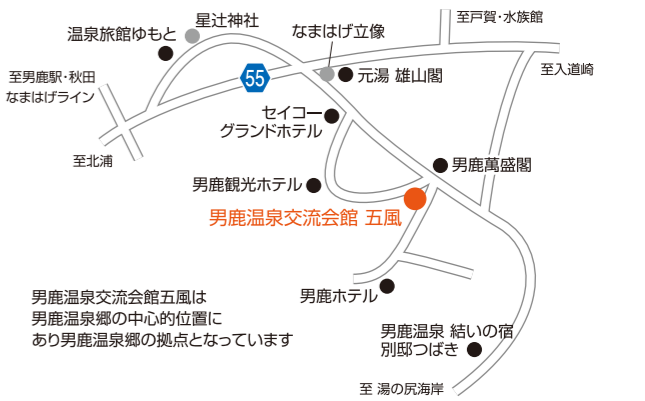 星辻神社
至戸賀・水族館
温泉旅館ゆもと
なまはげ立像
至男鹿駅・秋田
なまはげライン
55
元湯 雄山閣
至入道崎
セイコー
グランドホテル
至北浦
男鹿萬盛閣
男鹿観光ホテル
男鹿温泉交流会館 五風
男鹿温泉交流会館五風は
男鹿温泉郷の中心的位置に
あり男鹿温泉郷の拠点となっています
男鹿ホテル
男鹿温泉 結いの宿
別邸つばき
至 湯の尻海岸